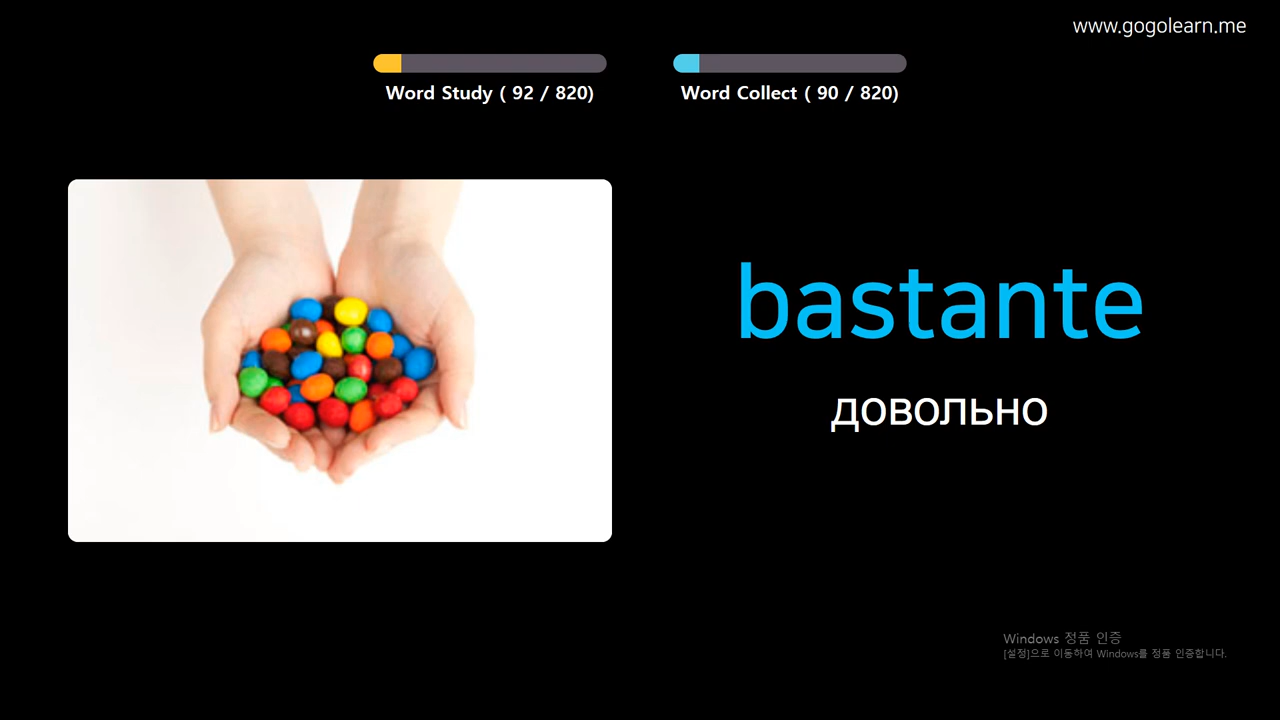 www.gogolearn.me
Word Study ( 92 / 820)
Word Collect ( 90 / 820)
bastante
довольно
Windows 정품 인증
[설정]으로 이동하여 Windows를 정품 인증합니다.